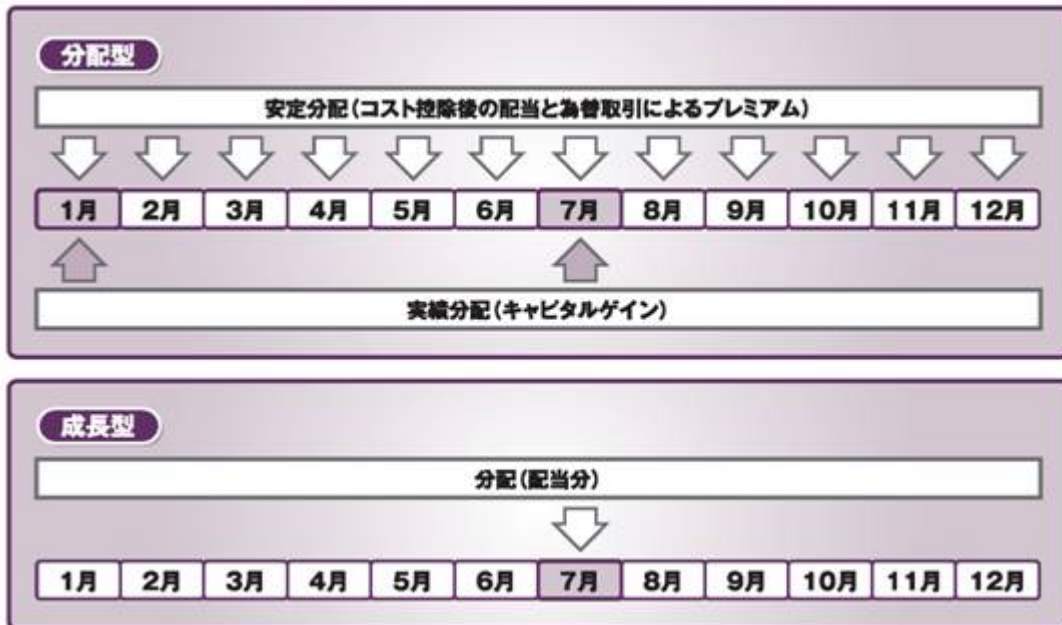 分配型
安定分配(コスト控除後の配当と為替取引によるプレミアム)
1月 2月 3月 4月 5月 6月 7月 8月 9月 10月 11月 12月
実績分配(キャピタルゲイン)
成長型
分配(配当分)
1月 2月 3月 4月 5月 6月 7月 8月 9月 10月 11月 12月